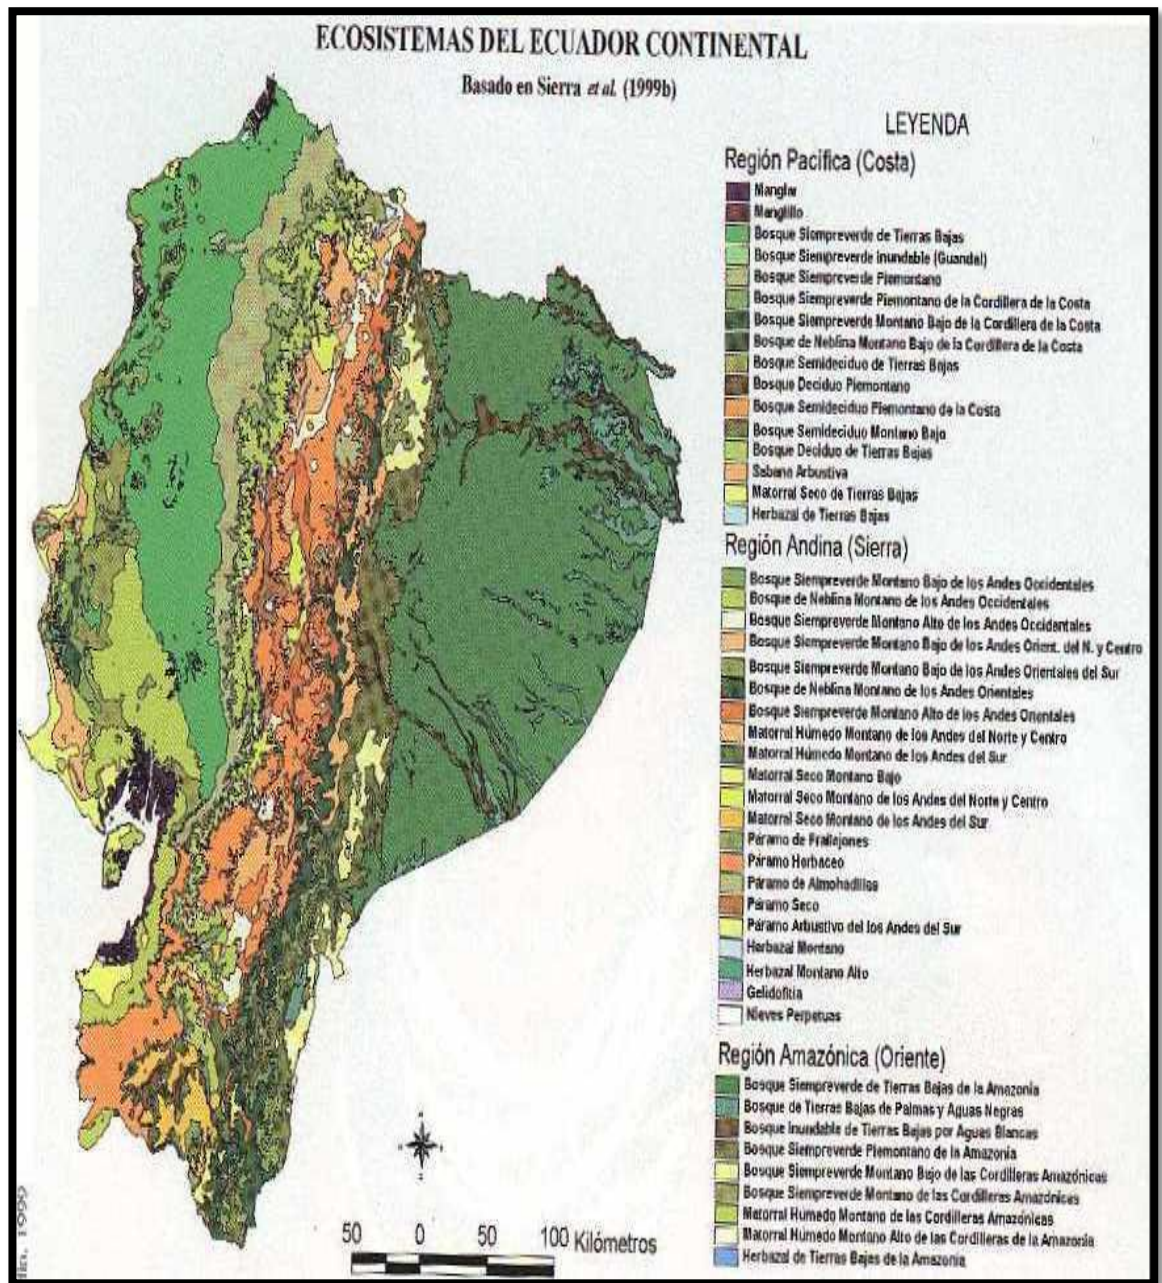 ECOSISTEMAS DEL ECUADOR CONTINENTAL
Basado en Sierra et al. (1999b)
LEYENDA
Región Pacifica (Costa)
Manglar
Manglillo
Bosque Siempreverde de Tierras Bajas
Bosque Siempreverde Inundable (Guandal)
Bosque Siempreverde Piemontano
Bosque Siempreverde Piemontano de la Cordillera de la Costa
Bosque Siempreverde Montano Bajo de la Cordillera de la Costa
Bosque de Neblina Montano Bajo de la Cordillera de la Costa
Bosque Semideciduo de Tierras Bajas
Bosque Deciduo Piemontano
Bosque Semideciduo Piemontano de la Costa
Bosque Semideciduo Montano Bajo
Bosque Deciduo de Tierras Bajas
Sabana Arbustiva
Matorral Seco de Tierras Bajas
Herbazal de Tierras Bajas
Región Andina (Sierra)
Bosque Siempreverde Montano Bajo de los Andes Occidentales
Bosque de Neblina Montano de los Andes Occidentales
Bosque Siempreverde Montano Alto de los Andes Occidentales
Bosque Siempreverde Montano Bajo de los Andes Orient. del N. y Centro
Bosque Siempreverde Montano Bajo de los Andes Orientales del Sur
Bosque de Neblina Montano de los Andes Orientales
Bosque Siempreverde Montano Alto de los Andes Orientales
Matorral Húmedo Montano de los Andes del Norte y Centro
Matorral Húmedo Montano de los Andes del Sur
Matorral Seco Montano Bajo
Matorral Seco Montano de los Andes del Norte y Centro
Matorral Seco Montano de los Andes del Sur
Páramo de Frailejones
Páramo Herbaceo
Páramo de Almohadillas
Páramo Seco
Páramo Arbustivo del los Andes del Sur
Herbazal Montano
Herbazal Montano Alto
Gelidofitia
Nieves Perpetuas
Región Amazónica (Oriente)
Bosque Siempreverde de Tierras Bajas de la Amazonía
Bosque de Tierras Bajas de Palmas y Aguas Negras
Bosque Inundable de Tierras Bajas por Aguas Blancas
Bosque Siempreverde Piemontano de la Amazonía
Bosque Siempreverde Montano Bajo de las Cordilleras Amazónicas
Bosque Siempreverde Montano de las Cordilleras Amazónicas
Matorral Humedo Montano de las Cordilleras Amazónicas
Matorral Húmedo Montano Alto de las Cordilleras de la Amazonía
Herbazal de Tierras Bajas de la Amazonía
50 0 50 100 Kilómetros
1999